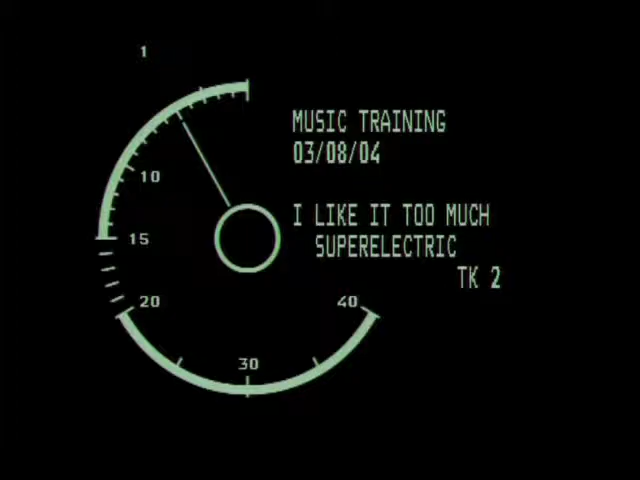 1
MUSIC TRAINING
03/08/04
10
I LIKE IT TOO MUCH
15
SUPERELECTRIC
TK 2
20
40
30